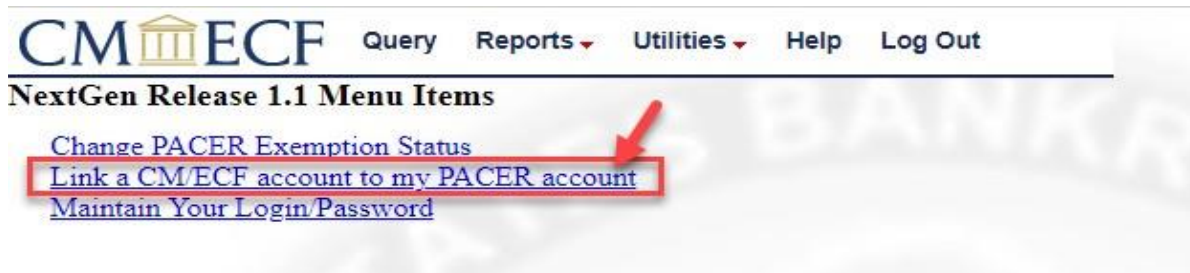 CM ECF Query Reports Utilities Help Log Out
NextGen Release 1.1 Menu Items
Change PACER Exemption Status
Link a CM/ECF account to my PACER account
Maintain Your Login/Password